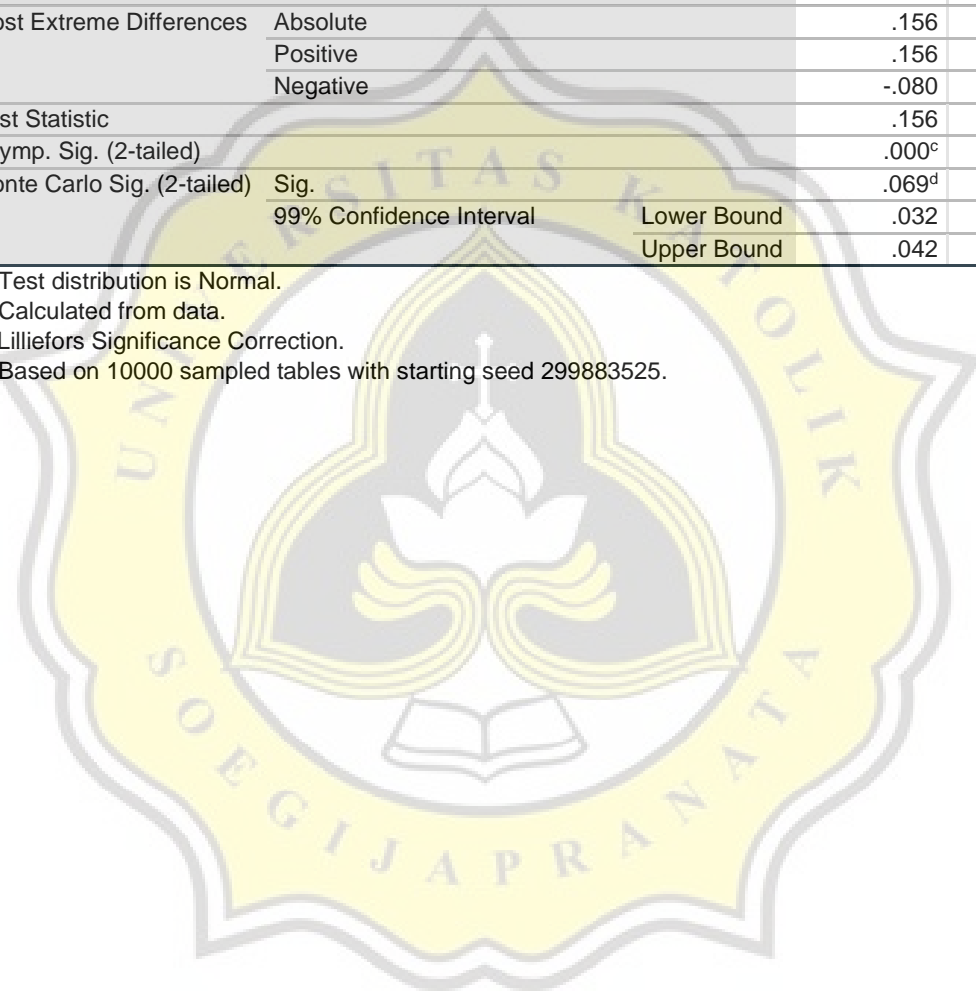 ost Extreme Differences Absolute .156
Positive .156
Negative -.080
st Statistic .156
ymp. Sig. (2-tailed) .000ᶜ
onte Carlo Sig. (2-tailed) Sig. .069ᵈ
99% Confidence Interval Lower Bound .032
Upper Bound .042
Test distribution is Normal.
Calculated from data.
Lilliefors Significance Correction.
Based on 10000 sampled tables with starting seed 299883525.
UNIVERSITAS KATOLIK
SOEGIJAPRANATA